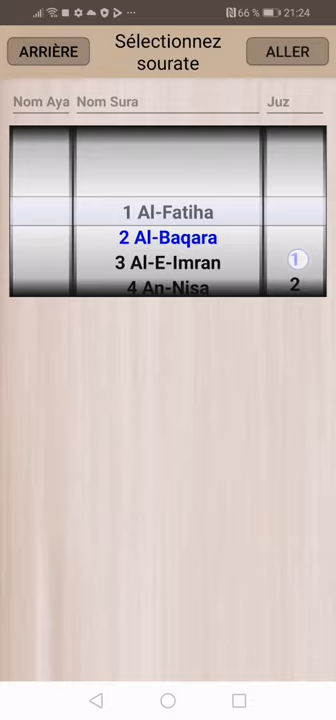 66 % 21:24
ARRIÈRE
Sélectionnez
sourate
ALLER
Nom Aya Nom Sura Juz
1 Al-Fatiha
2 Al-Baqara
3 Al-E-Imran 1
4 An-Nisa 2